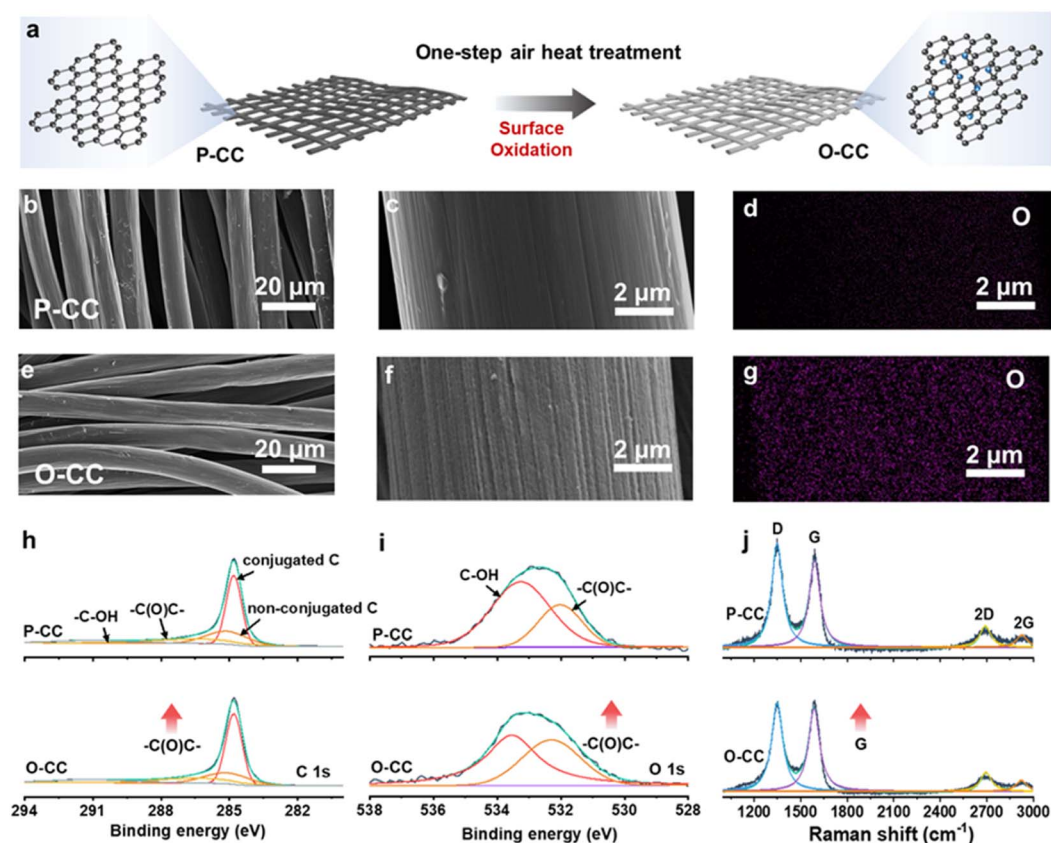 a
One-step air heat treatment
Surface
Oxidation
P-CC
O-CC
b
20 μm
P-CC
c
2 μm
d
O
2 μm
e
20 μm
O-CC
f
2 μm
g
O
2 μm
h
conjugated C
-C(O)C-
-C-OH
non-conjugated C
P-CC
-C(O)C-
O-CC
C 1s
294 291 288 285 282
Binding energy (eV)
i
C-OH
-C(O)C-
P-CC
-C(O)C-
O-CC
O 1s
538 536 534 532 530 528
Binding energy (eV)
j
D
G
P-CC
2D
2G
G
O-CC
1200 1500 1800 2100 2400 2700 3000
Raman shift (cm⁻¹)